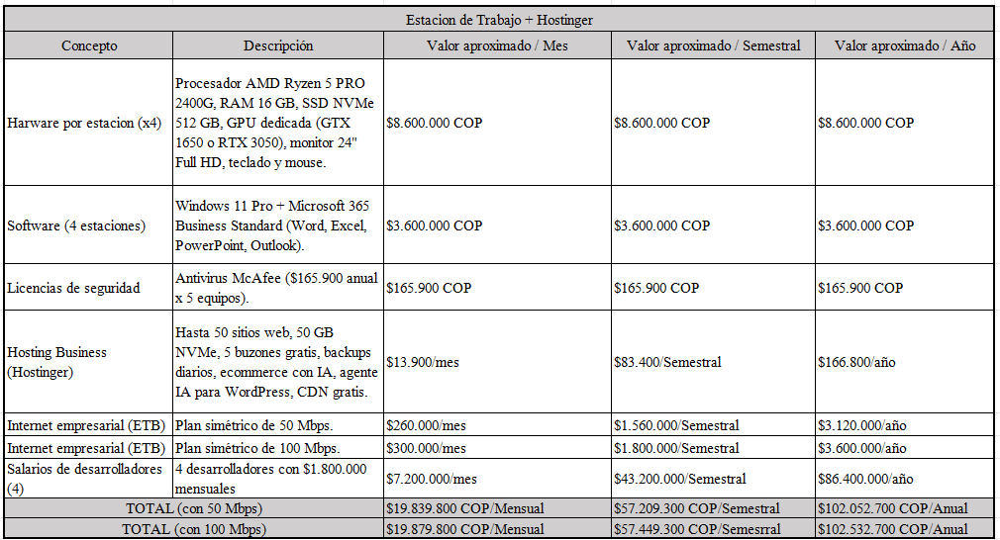 Estacion de Trabajo + Hostinger
Concepto Descripción Valor aproximado / Mes Valor aproximado / Semestral Valor aproximado / Año
Harware por estacion (x4)
Procesador AMD Ryzen 5 PRO
2400G, RAM 16 GB, SSD NVMe
512 GB, GPU dedicada (GTX
1650 o RTX 3050), monitor 24"
Full HD, teclado y mouse.
$8.600.000 COP $8.600.000 COP $8.600.000 COP
Software (4 estaciones)
Windows 11 Pro + Microsoft 365
Business Standard (Word, Excel,
PowerPoint, Outlook).
$3.600.000 COP $3.600.000 COP $3.600.000 COP
Licencias de seguridad
Antivirus McAfee ($165.900 anual
x 5 equipos).
$165.900 COP $165.900 COP $165.900 COP
Hosting Business
(Hostinger)
Hasta 50 sitios web, 50 GB
NVMe, 5 buzones gratis, backups
diarios, ecommerce con IA, agente
IA para WordPress, CDN gratis.
$13.900/mes $83.400/Semestral $166.800/año
Internet empresarial (ETB) Plan simétrico de 50 Mbps. $260.000/mes $1.560.000/Semestral $3.120.000/año
Internet empresarial (ETB) Plan simétrico de 100 Mbps. $300.000/mes $1.800.000/Semestral $3.600.000/año
Salarios de desarrolladores
(4)
4 desarrolladores con $1.800.000
mensuales
$7.200.000/mes $43.200.000/Semestral $86.400.000/año
TOTAL (con 50 Mbps) $19.839.800 COP/Mensual $57.209.300 COP/Semestral $102.052.700 COP/Anual
TOTAL (con 100 Mbps) $19.879.800 COP/Mensual $57.449.300 COP/Semesrral $102.532.700 COP/Anual